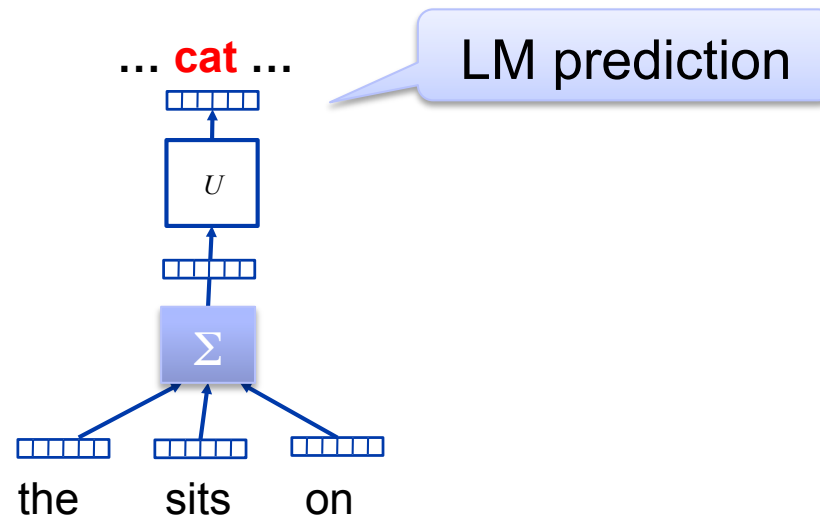 ... cat ...
LM prediction
U
Σ
the sits on